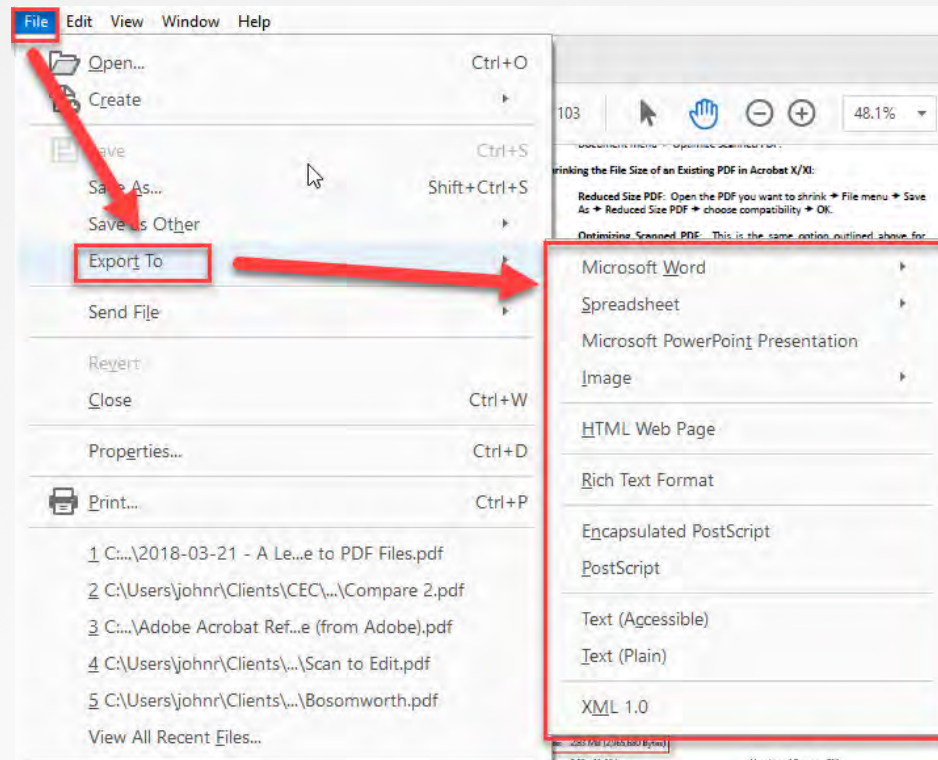 File Edit View Window Help
Open... Ctrl+O
Create
Save Ctrl+S
Save As... Shift+Ctrl+S
Save as Other
Export To
Send File
Revert
Close Ctrl+W
Properties... Ctrl+D
Print... Ctrl+P
1 C:...\2018-03-21 - A Le...e to PDF Files.pdf
2 C:\Users\johnr\Clients\CEC\...\Compare 2.pdf
3 C:...\Adobe Acrobat Ref...e (from Adobe).pdf
4 C:\Users\johnr\Clients\...\Scan to Edit.pdf
5 C:\Users\johnr\Clients\...\Bosomworth.pdf
View All Recent Files...
103 48.1%
rinking the File Size of an Existing PDF in Acrobat X/XI:
Reduced Size PDF: Open the PDF you want to shrink → File menu → Save
As → Reduced Size PDF → choose compatibility → OK.
Optimizing Scanned PDF: This is the same option outlined above for
Microsoft Word
Spreadsheet
Microsoft PowerPoint Presentation
Image
HTML Web Page
Rich Text Format
Encapsulated PostScript
PostScript
Text (Accessible)
Text (Plain)
XML 1.0